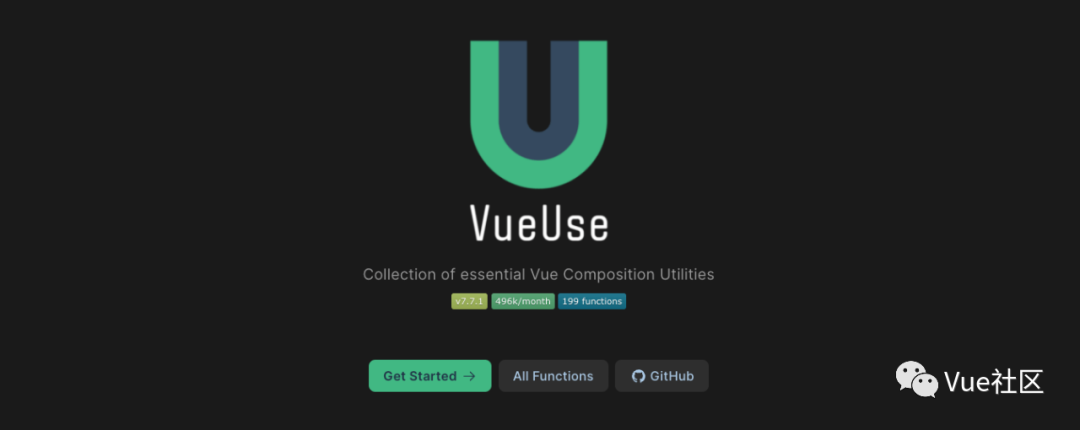 VueUse
Collection of essential Vue Composition Utilities
v7.7.1 496k/month 199 functions
Get Started → All Functions GitHub
Vue社区